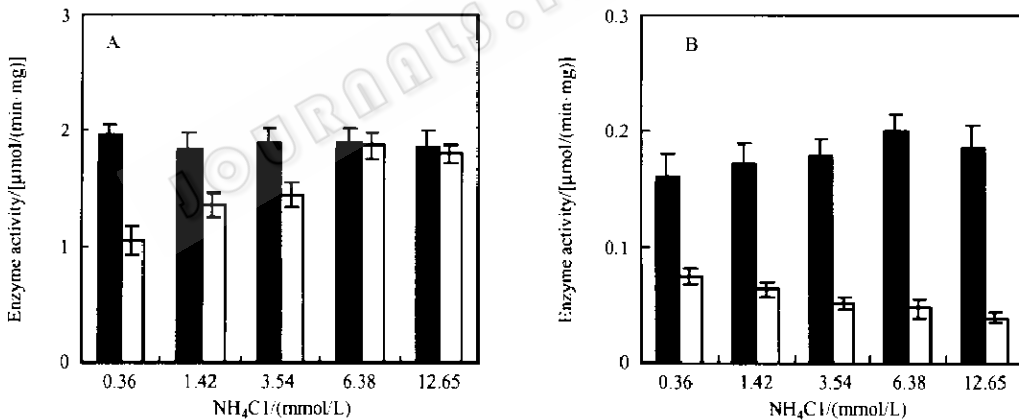 A
Enzyme activity/[μmol/(min·mg)]
3
2
1
0
0.36 1.42 3.54 6.38 12.65
NH₄Cl/(mmol/L)
B
Enzyme activity/[μmol/(min·mg)]
0.3
0.2
0.1
0
0.36 1.42 3.54 6.38 12.65
NH₄Cl/(mmol/L)
JOURNALS.